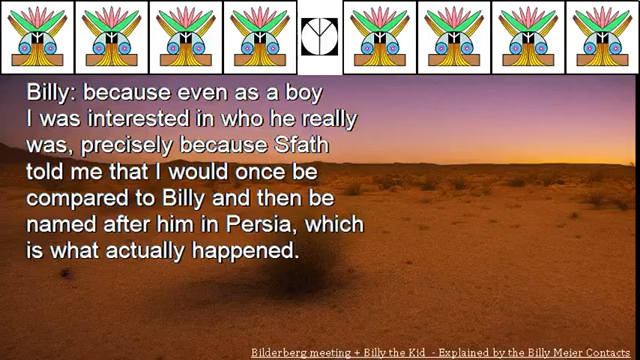 Billy: because even as a boy
I was interested in who he really
was, precisely because Sfath
told me that I would once be
compared to Billy and then be
named after him in Persia, which
is what actually happened.
Bilderberg meeting + Billy the Kid - Explained by the Billy Meier Contacts